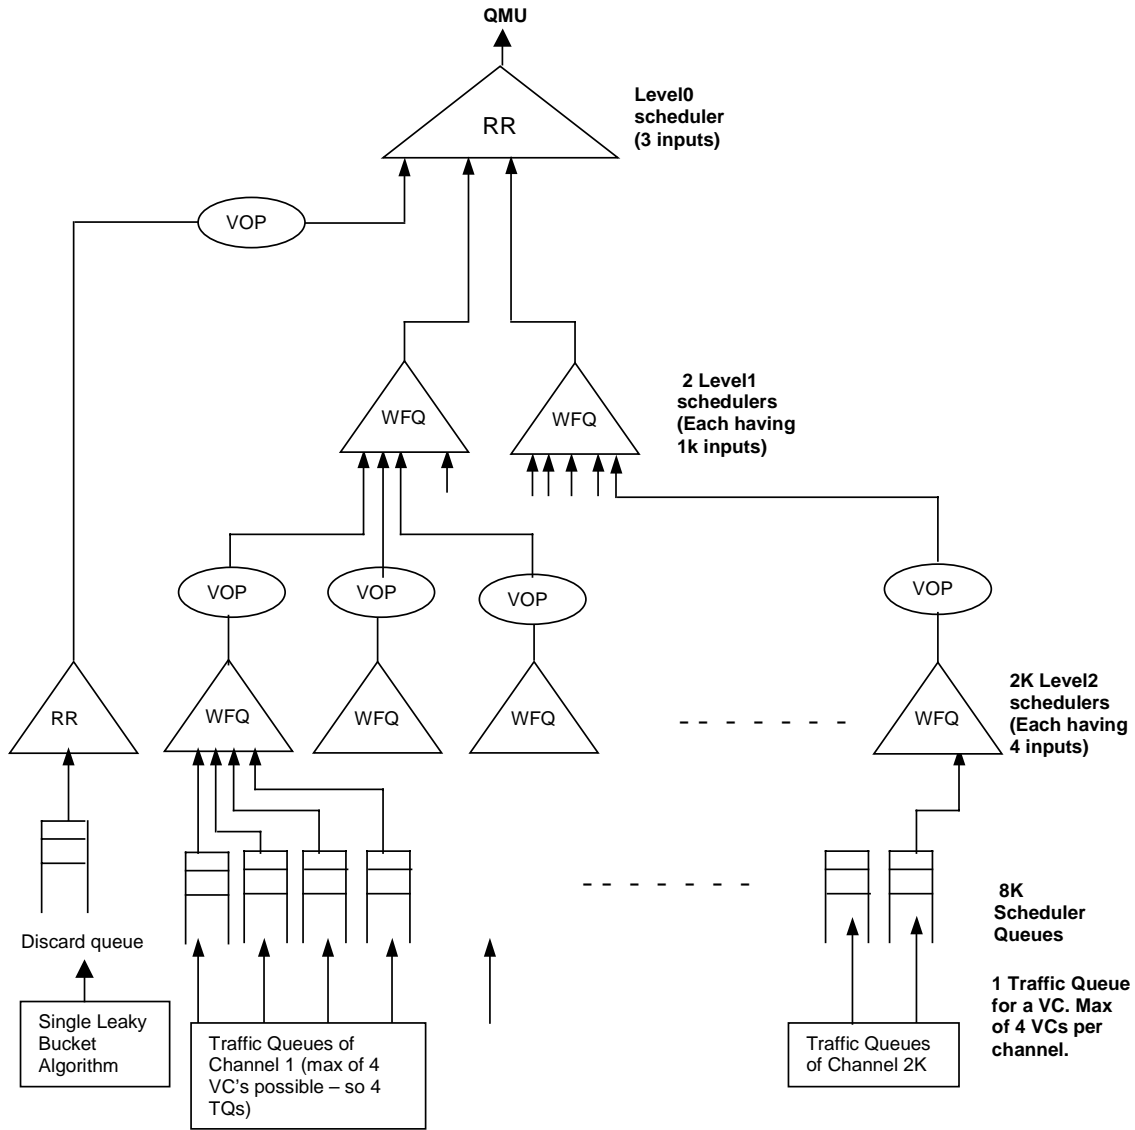 QMU
Level0
scheduler
(3 inputs)
RR
VOP
2 Level1
schedulers
(Each having
1k inputs)
WFQ
WFQ
VOP
VOP
VOP
VOP
RR
WFQ
WFQ
WFQ
WFQ
2K Level2
schedulers
(Each having
4 inputs)
8K
Scheduler
Queues
Discard queue
1 Traffic Queue
for a VC. Max
of 4 VCs per
channel.
Single Leaky
Bucket
Algorithm
Traffic Queues of
Channel 1 (max of 4
VC's possible – so 4
TQs)
Traffic Queues
of Channel 2K